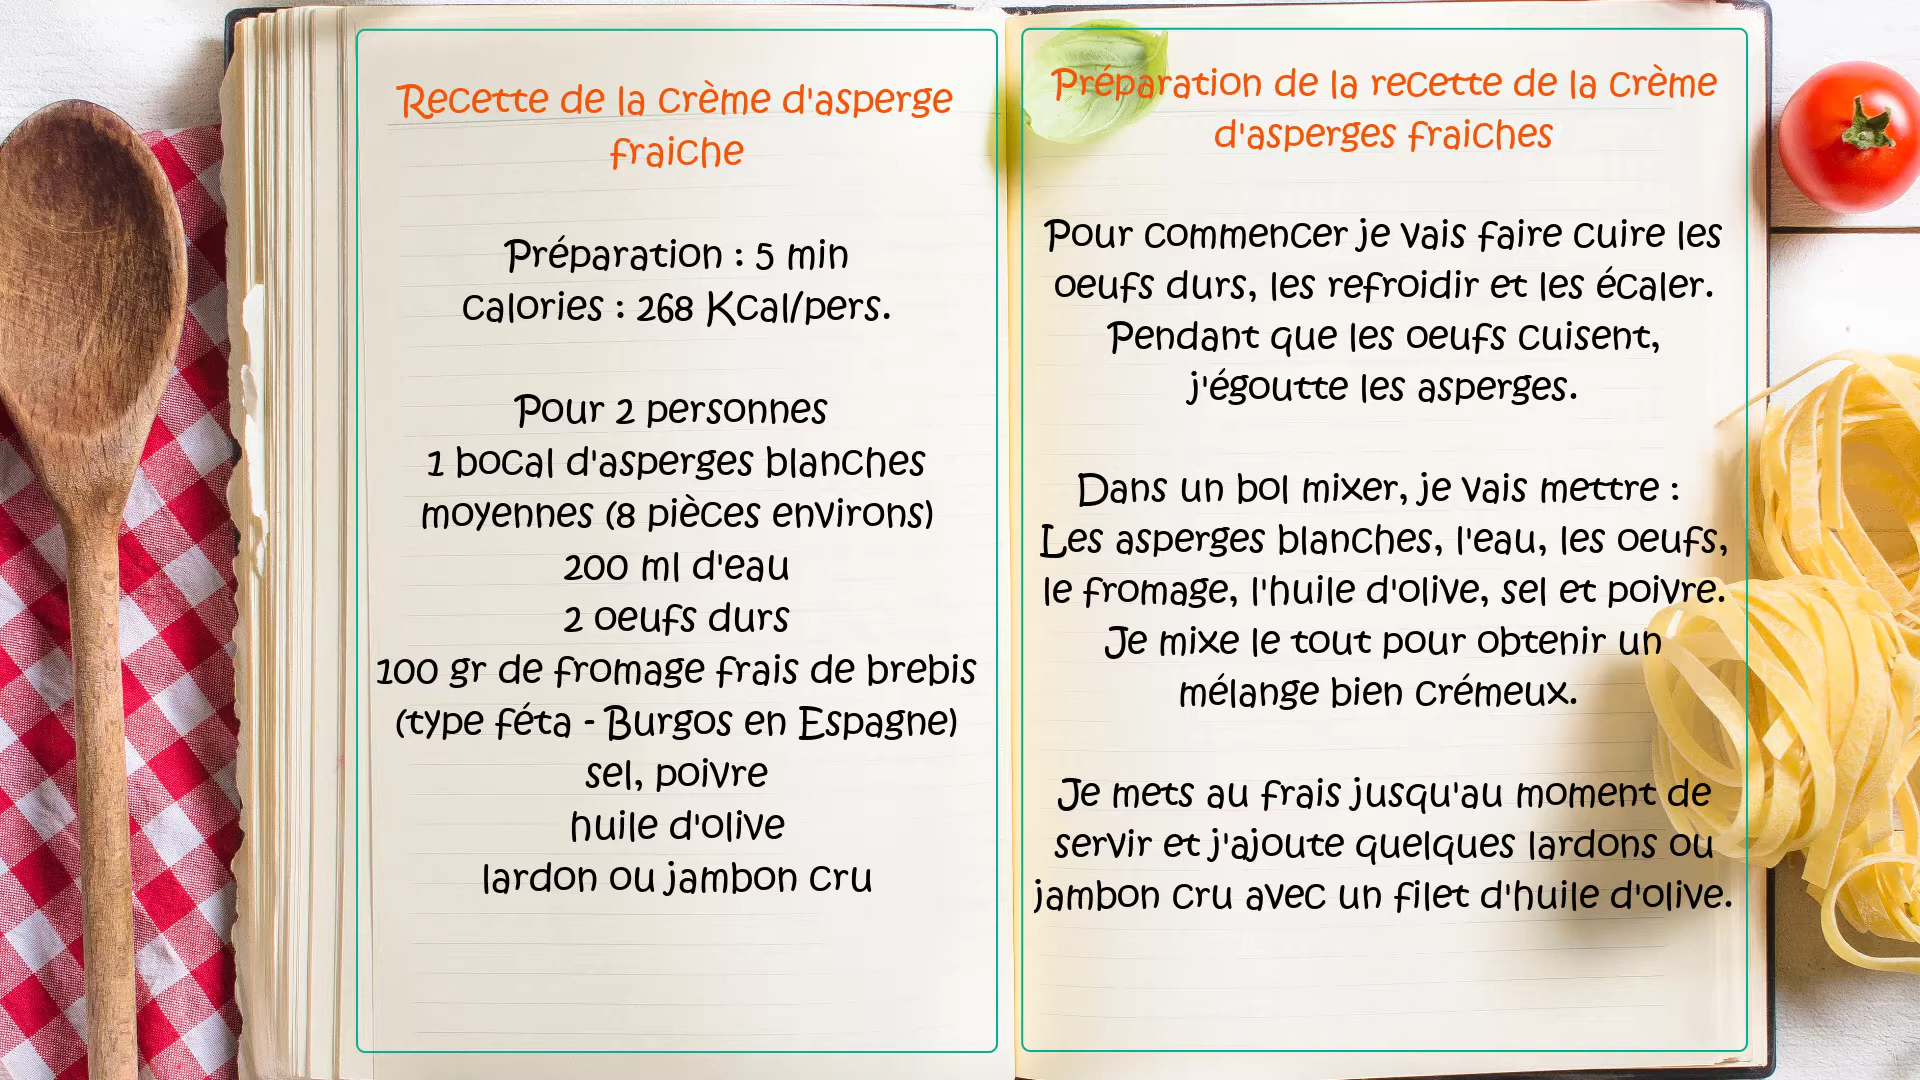 Recette de la crème d'asperge
fraiche
Préparation : 5 min
calories : 268 Kcal/pers.
Pour 2 personnes
1 bocal d'asperges blanches
moyennes (8 pièces environs)
200 ml d'eau
2 oeufs durs
100 gr de fromage frais de brebis
(type féta - Burgos en Espagne)
sel, poivre
huile d'olive
lardon ou jambon cru
Préparation de la recette de la crème
d'asperges fraiches
Pour commencer je vais faire cuire les
oeufs durs, les refroidir et les écaler.
Pendant que les oeufs cuisent,
j'égoutte les asperges.
Dans un bol mixer, je vais mettre :
Les asperges blanches, l'eau, les oeufs,
le fromage, l'huile d'olive, sel et poivre.
Je mixe le tout pour obtenir un
mélange bien crémeux.
Je mets au frais jusqu'au moment de
servir et j'ajoute quelques lardons ou
jambon cru avec un filet d'huile d'olive.